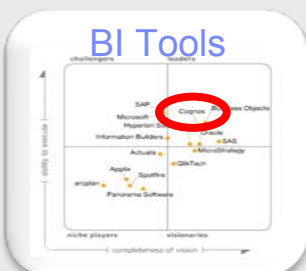 BI Tools
challengers
leaders
SAP
Cognos
Business Objects
Microsoft
Hyperion
Oracle
Information Builders
SAS
MicroStrategy
Actuate
QlikTech
Applix
Spotfire
arcplan
Panorama Software
ability to execute
niche players
visionaries
completeness of vision